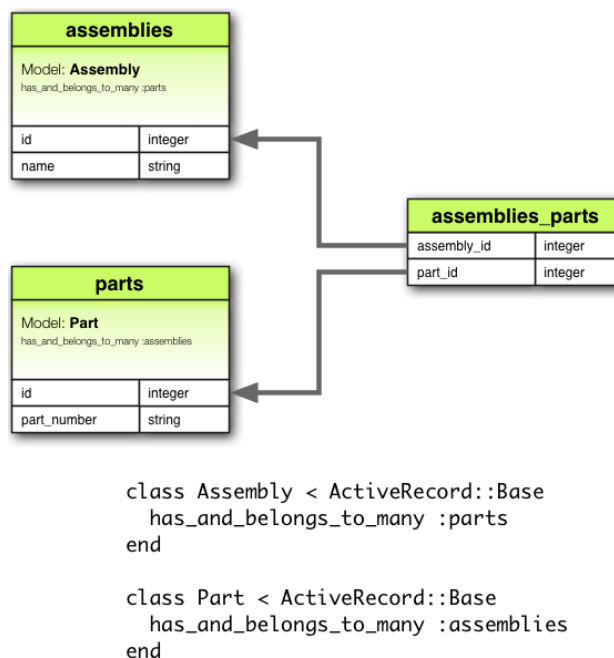 assemblies
Model: Assembly
has_and_belongs_to_many :parts
id integer
name string
assemblies_parts
assembly_id integer
part_id integer
parts
Model: Part
has_and_belongs_to_many :assemblies
id integer
part_number string
class Assembly < ActiveRecord::Base
  has_and_belongs_to_many :parts
end
class Part < ActiveRecord::Base
  has_and_belongs_to_many :assemblies
end